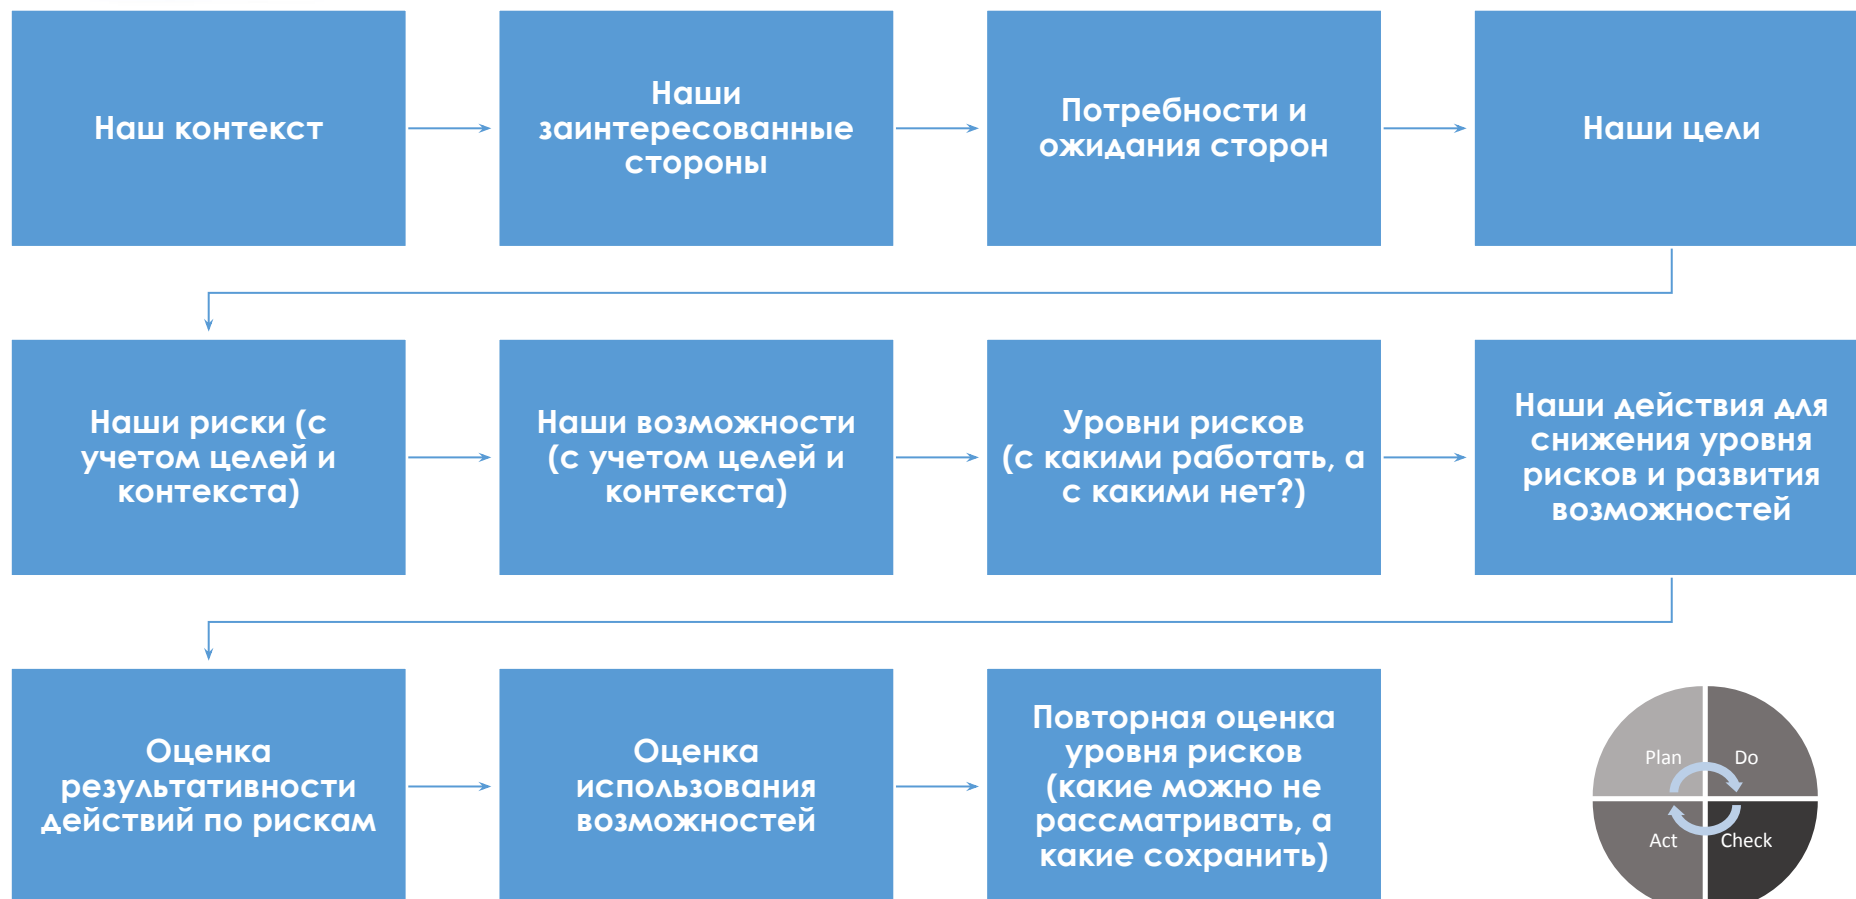 Наш контекст
Наши
заинтересованные
стороны
Потребности и
ожидания сторон
Наши цели
Наши риски (с
учетом целей и
контекста)
Наши возможности
(с учетом целей и
контекста)
Уровни рисков
(с какими работать, а
с какими нет?)
Наши действия для
снижения уровня
рисков и развития
возможностей
Оценка
результативности
действий по рискам
Оценка
использования
возможностей
Повторная оценка
уровня рисков
(какие можно не
рассматривать, а
какие сохранить)
Plan
Do
Act
Check